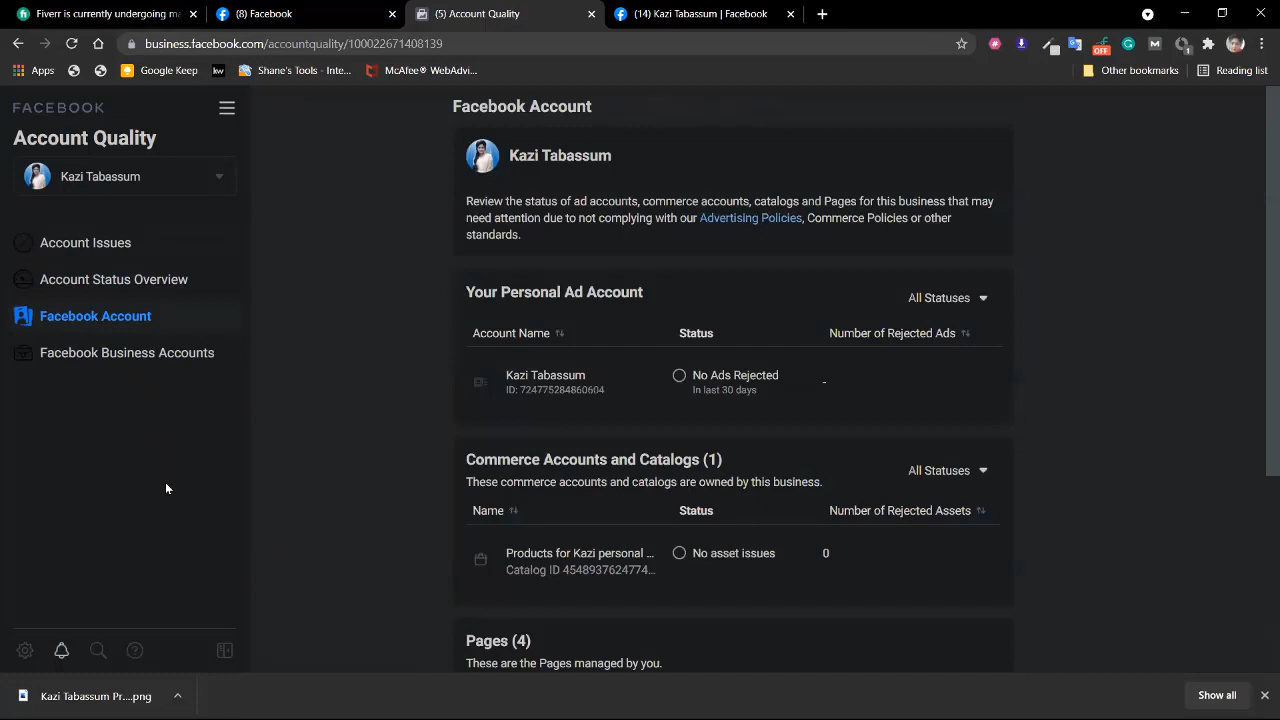 Fiverr is currently undergoing ma
(8) Facebook
(5) Account Quality
(14) Kazi Tabassum | Facebook
business.facebook.com/accountquality/100022671408139
OFF
1
Apps
Google Keep
kw
Shane's Tools - Inte...
McAfee® WebAdvi...
Other bookmarks
Reading list
FACEBOOK
Account Quality
Kazi Tabassum
Account Issues
Account Status Overview
Facebook Account
Facebook Business Accounts
Facebook Account
Kazi Tabassum
Review the status of ad accounts, commerce accounts, catalogs and Pages for this business that may
need attention due to not complying with our Advertising Policies, Commerce Policies or other
standards.
Your Personal Ad Account
All Statuses
Account Name Status Number of Rejected Ads
Kazi Tabassum No Ads Rejected -
ID: 724775284860604 In last 30 days
Commerce Accounts and Catalogs (1)
All Statuses
These commerce accounts and catalogs are owned by this business.
Name Status Number of Rejected Assets
Products for Kazi personal ... No asset issues 0
Catalog ID 4548937624774...
Pages (4)
These are the Pages managed by you.
Kazi Tabassum Pr....png
Show all